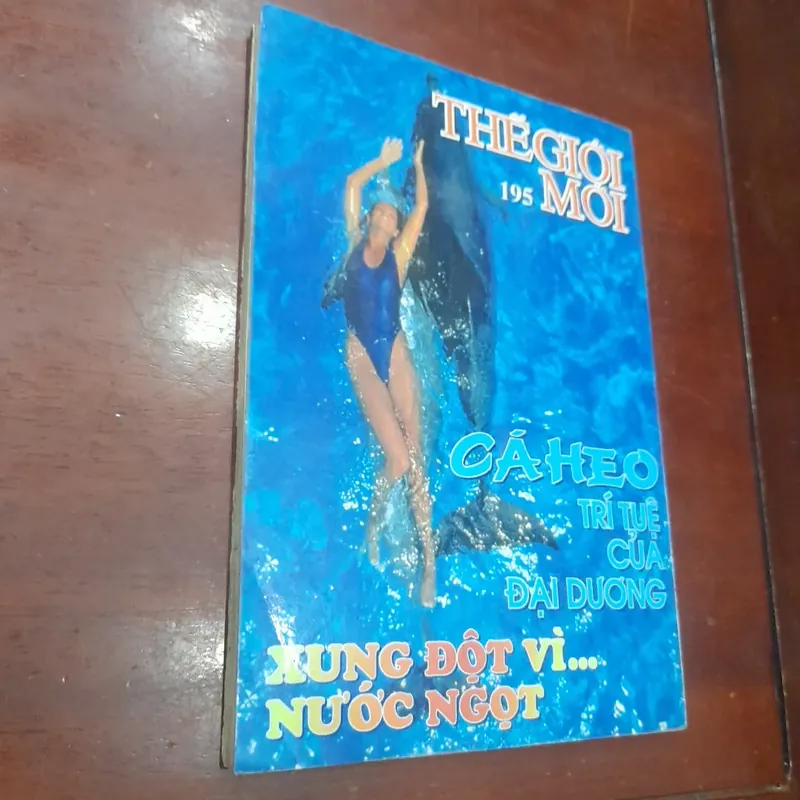 THẾ GIỚI
195 MỚI
CÁ HEO
TRÍ TUỆ
CỦA
ĐẠI DƯƠNG
XUNG ĐỘT VÌ...
NƯỚC NGỌT